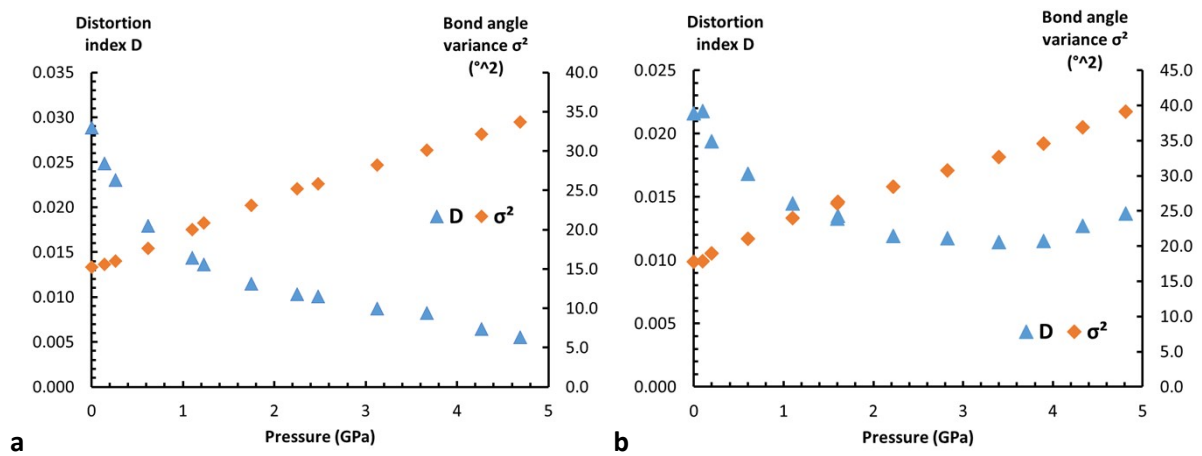 Distortion
index D
Bond angle
variance σ²
(°^2)
0.035
0.030
0.025
0.020
0.015
0.010
0.005
0.000
40.0
35.0
30.0
25.0
20.0
15.0
10.0
5.0
0.0
D σ²
0 1 2 3 4 5
Pressure (GPa)
a
Distortion
index D
Bond angle
variance σ²
(°^2)
0.025
0.020
0.015
0.010
0.005
0.000
45.0
40.0
35.0
30.0
25.0
20.0
15.0
10.0
5.0
0.0
D σ²
0 1 2 3 4 5
Pressure (GPa)
b